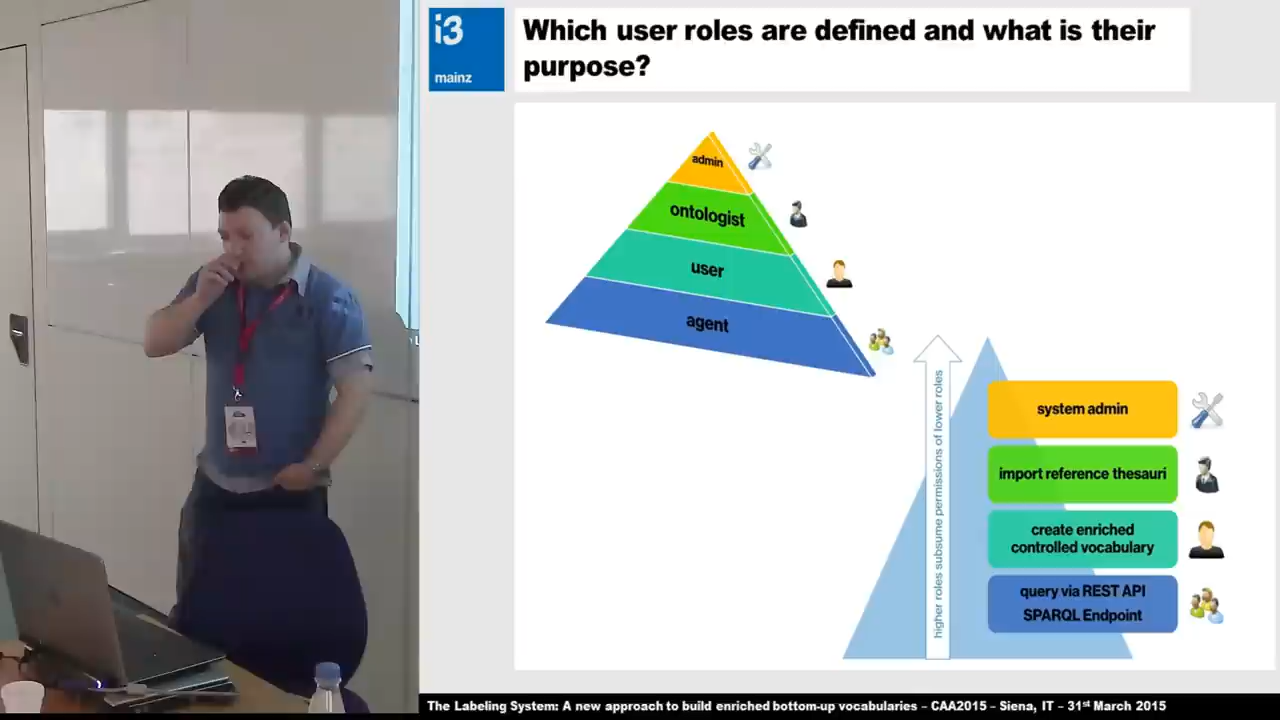 i3
mainz
Which user roles are defined and what is their
purpose?
admin
ontologist
user
agent
higher roles subsume permissions of lower roles
system admin
import reference thesauri
create enriched
controlled vocabulary
query via REST API
SPARQL Endpoint
The Labeling System: A new approach to build enriched bottom-up vocabularies – CAA2015 – Siena, IT – 31st March 2015